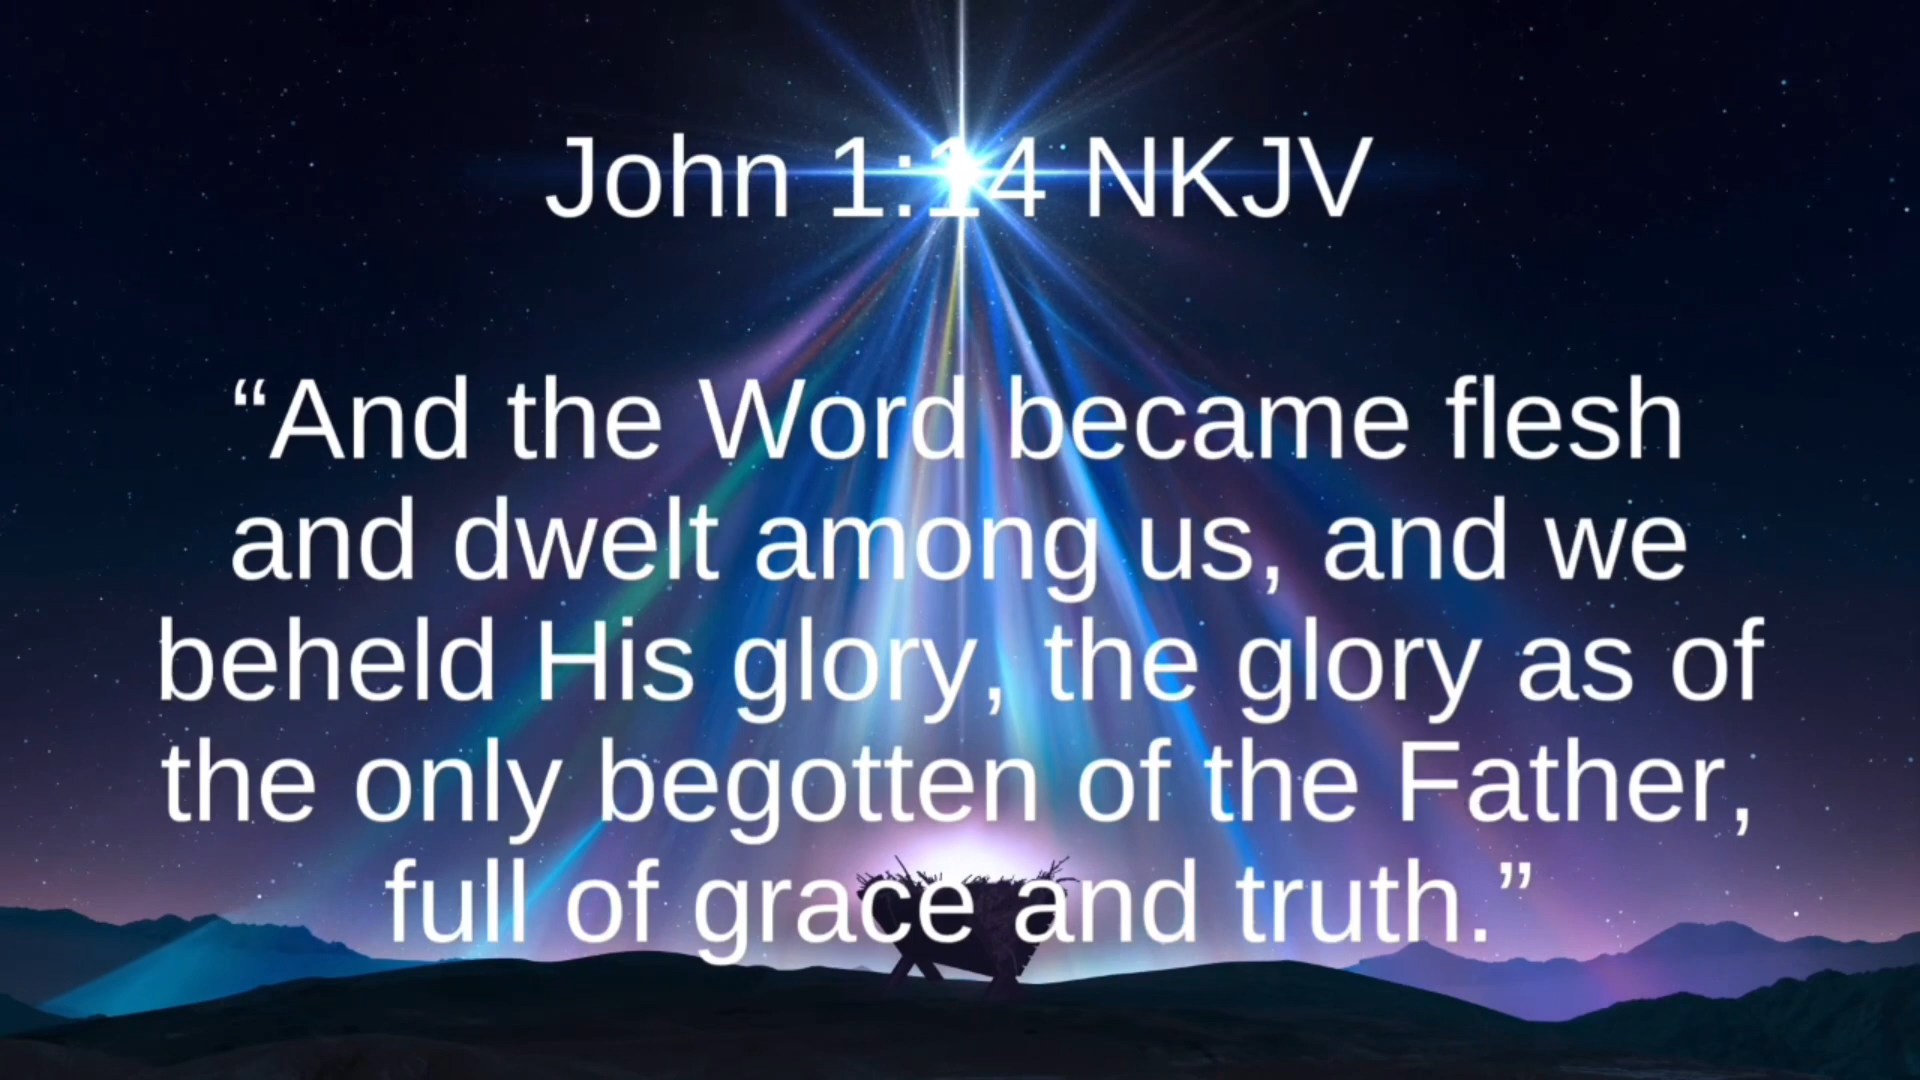 John 1:14 NKJV
“And the Word became flesh
and dwelt among us, and we
beheld His glory, the glory as of
the only begotten of the Father,
full of grace and truth.”